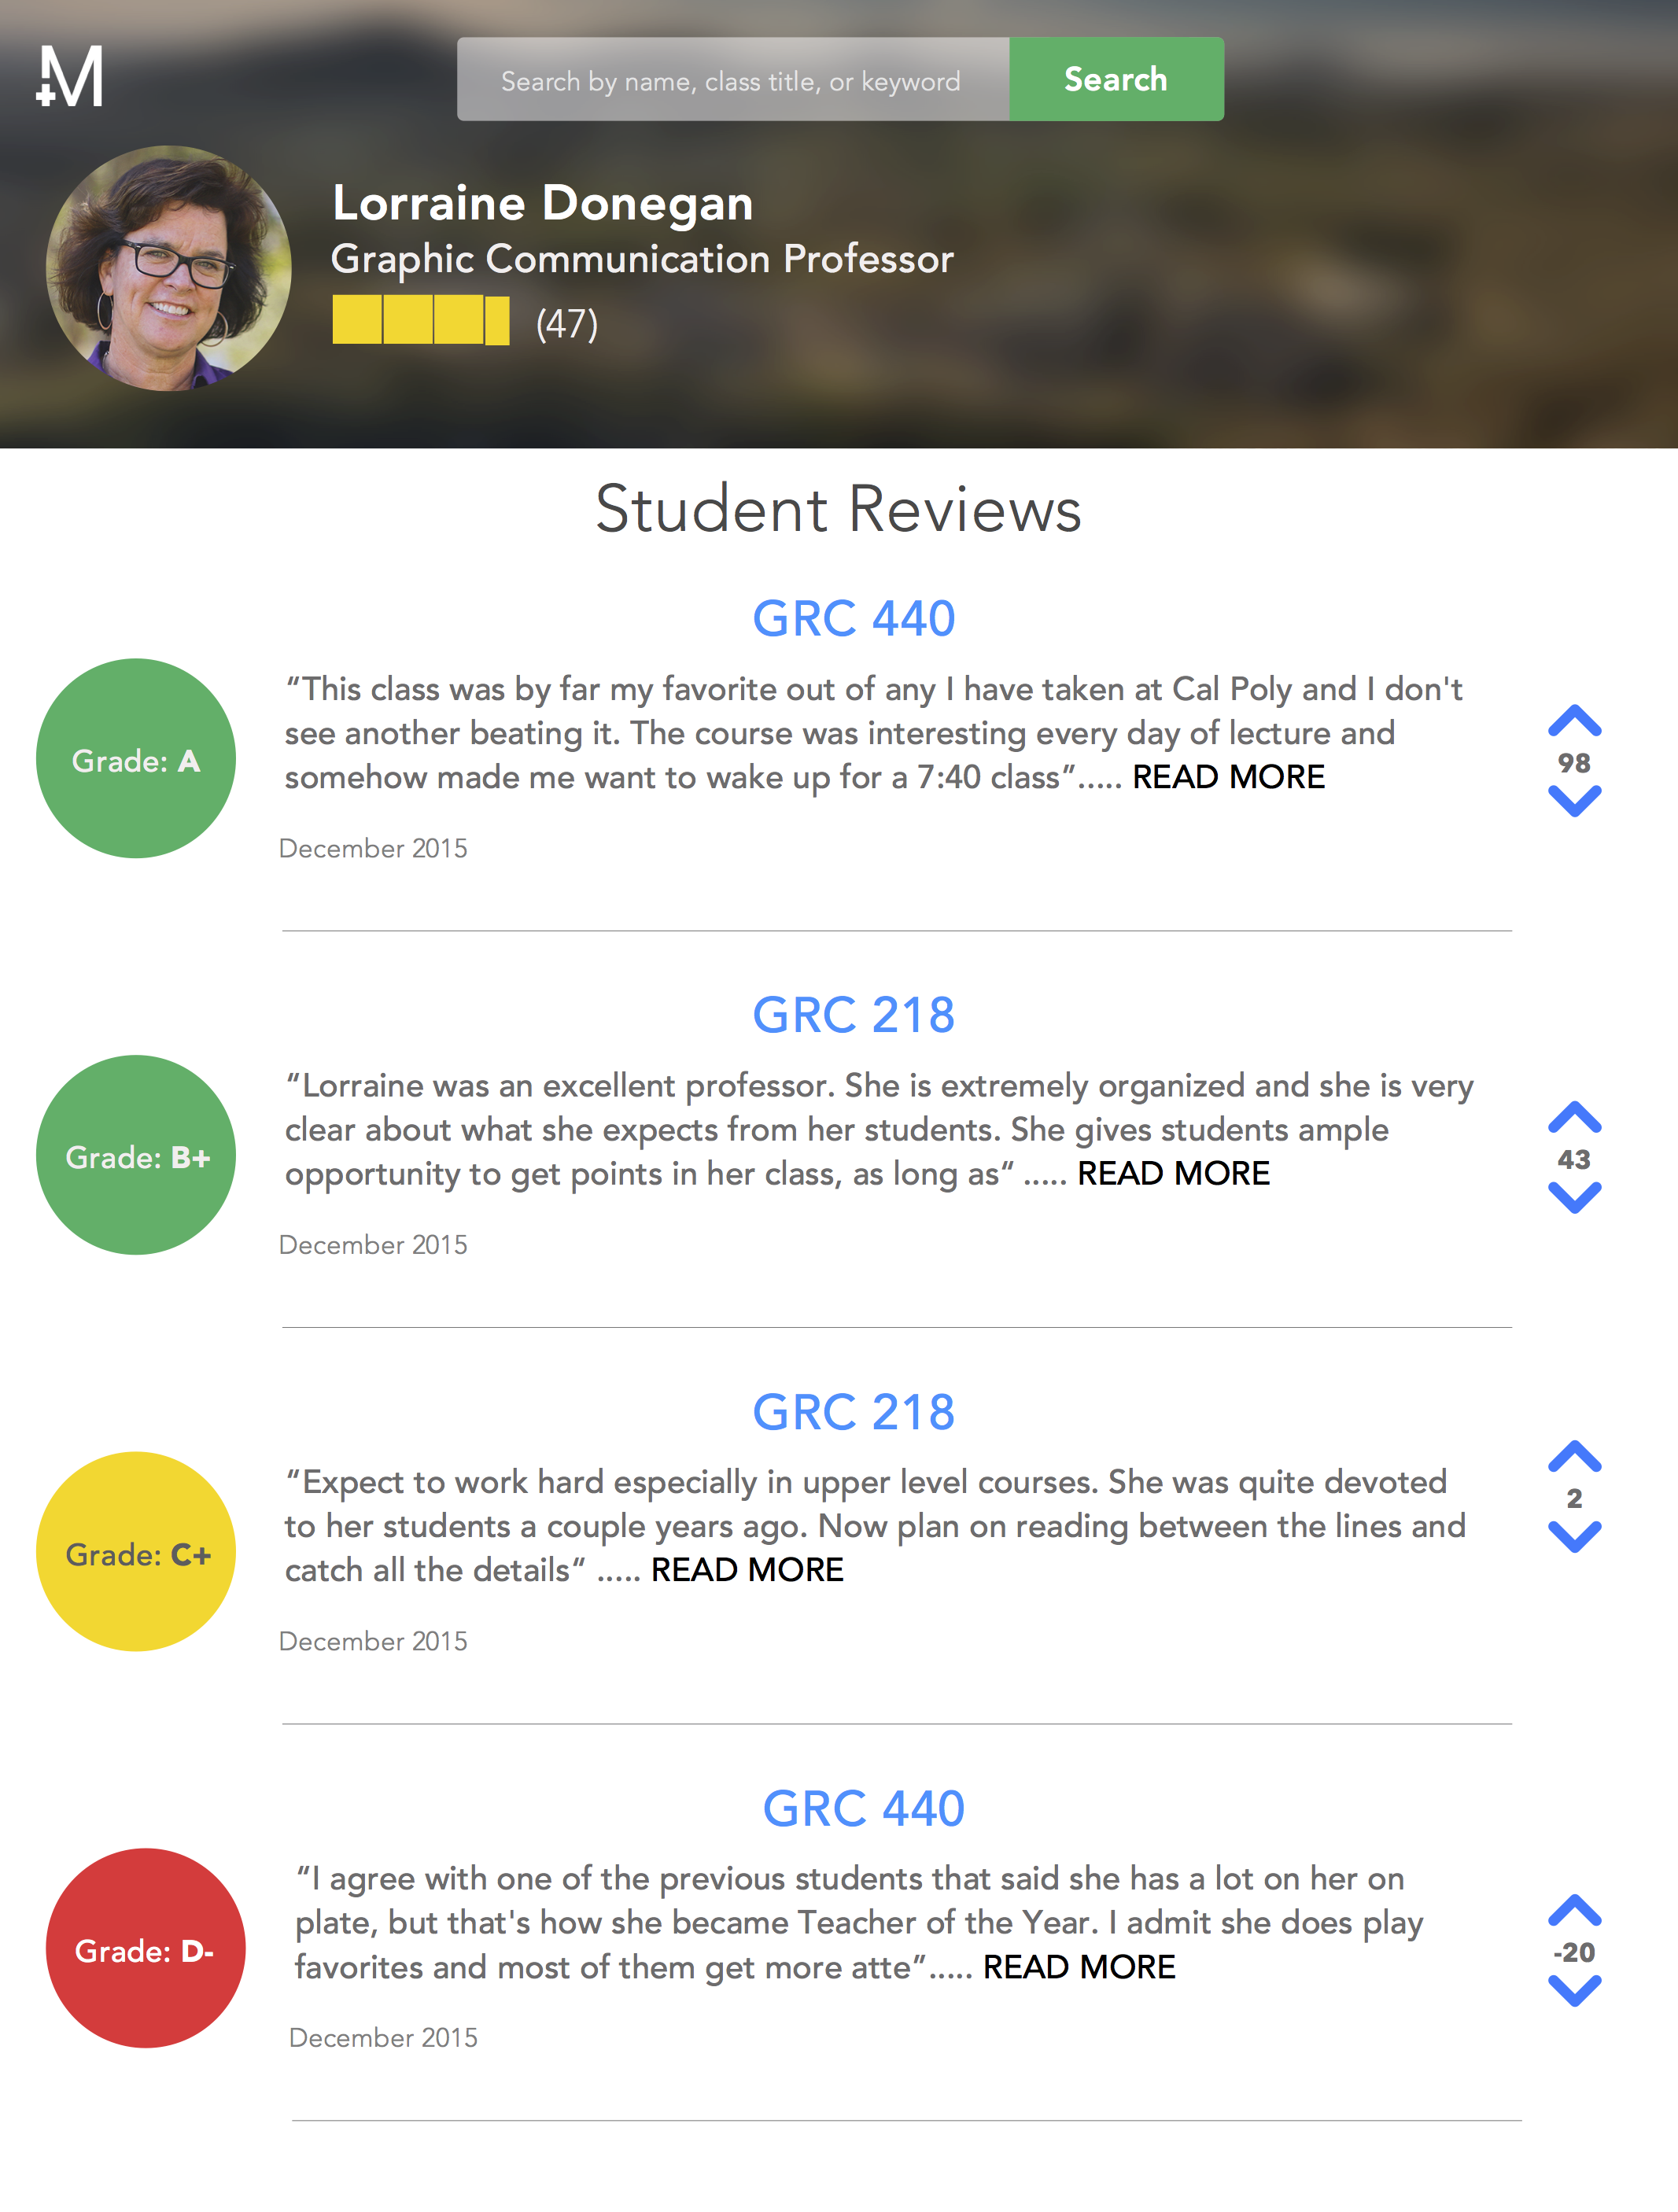 M
Search by name, class title, or keyword
Search
Lorraine Donegan
Graphic Communication Professor
(47)
Student Reviews
GRC 440
“This class was by far my favorite out of any I have taken at Cal Poly and I don't
see another beating it. The course was interesting every day of lecture and
somehow made me want to wake up for a 7:40 class”..... READ MORE
Grade: A
98
December 2015
GRC 218
“Lorraine was an excellent professor. She is extremely organized and she is very
clear about what she expects from her students. She gives students ample
opportunity to get points in her class, as long as“ ..... READ MORE
Grade: B+
43
December 2015
GRC 218
“Expect to work hard especially in upper level courses. She was quite devoted
to her students a couple years ago. Now plan on reading between the lines and
catch all the details” ..... READ MORE
Grade: C+
2
December 2015
GRC 440
“I agree with one of the previous students that said she has a lot on her on
plate, but that's how she became Teacher of the Year. I admit she does play
favorites and most of them get more atte”..... READ MORE
Grade: D-
-20
December 2015